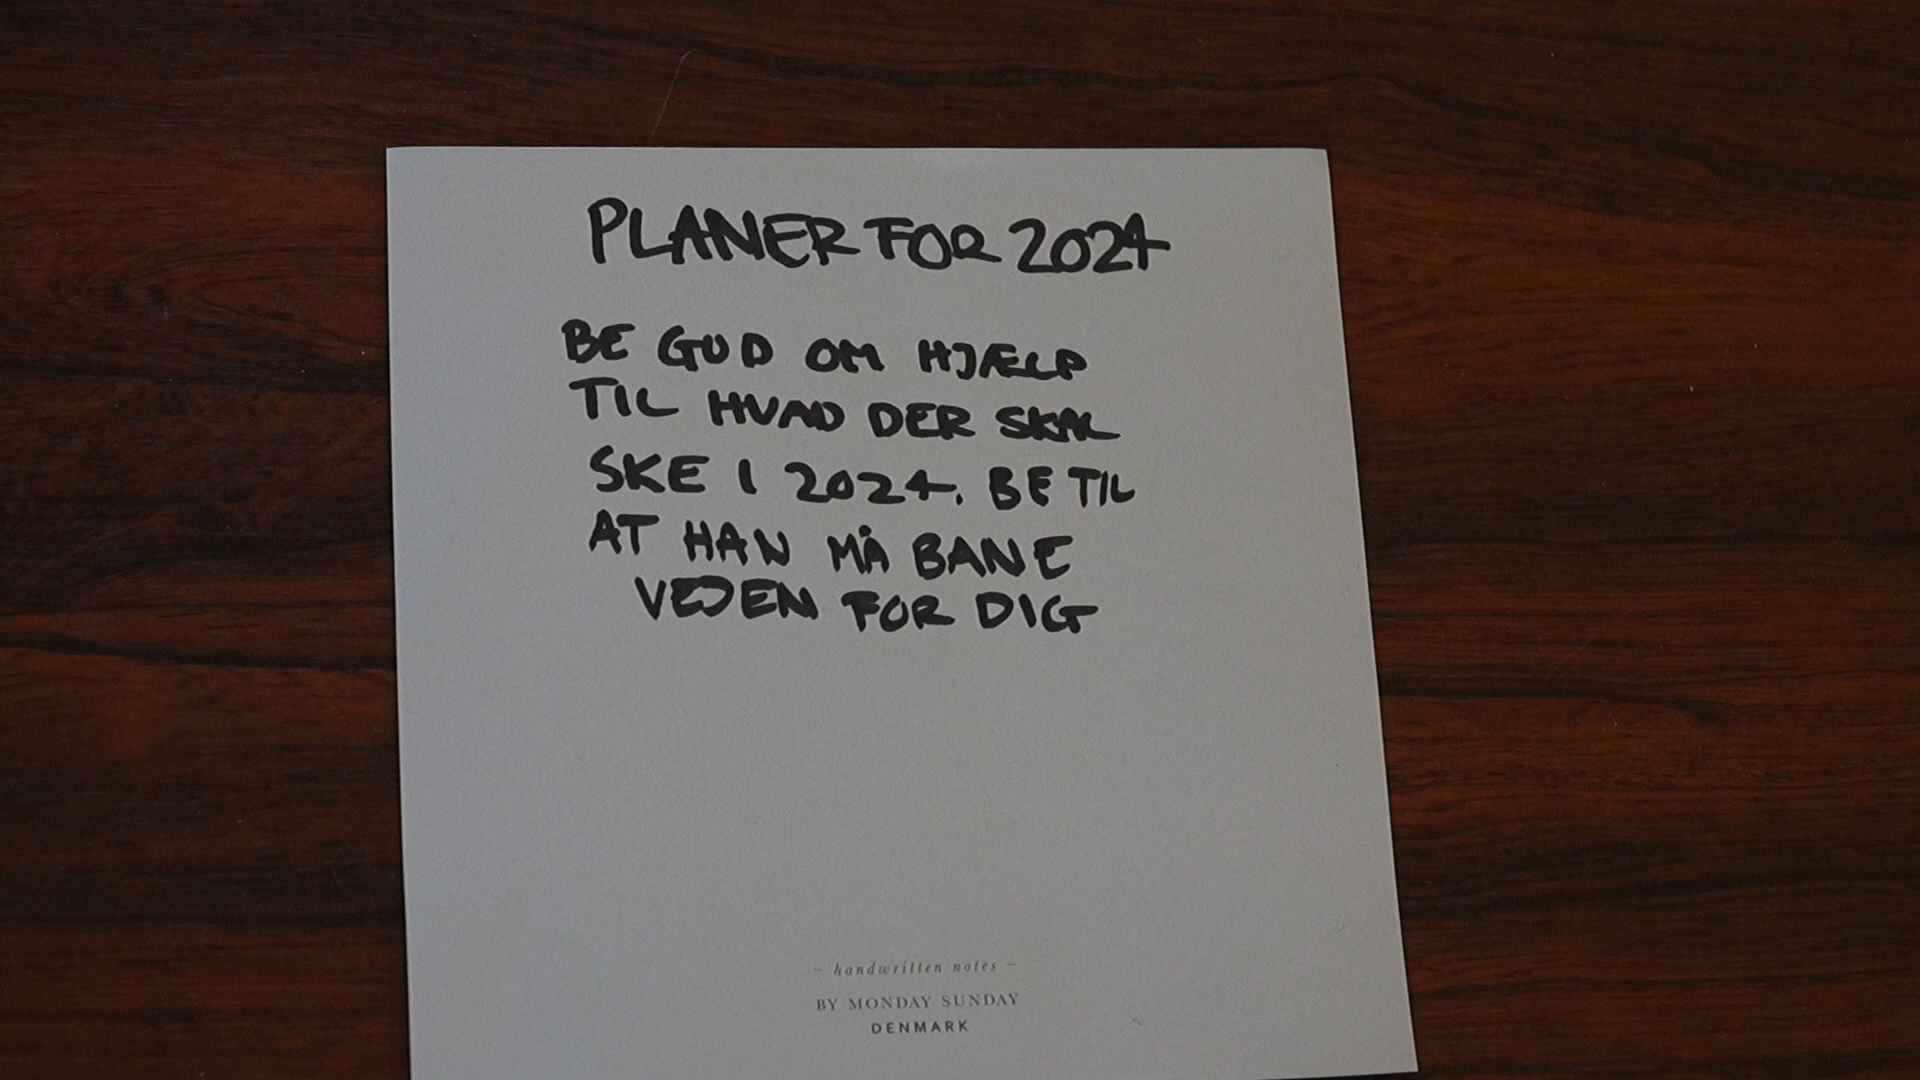 PLANER FOR 2024
BE GUD OM HJÆLP
TIL HVAD DER SKAL
SKE I 2024. BE TIL
AT HAN MÅ BANE
VEJEN FOR DIG
– handwritten notes –
BY MONDAY SUNDAY
DENMARK